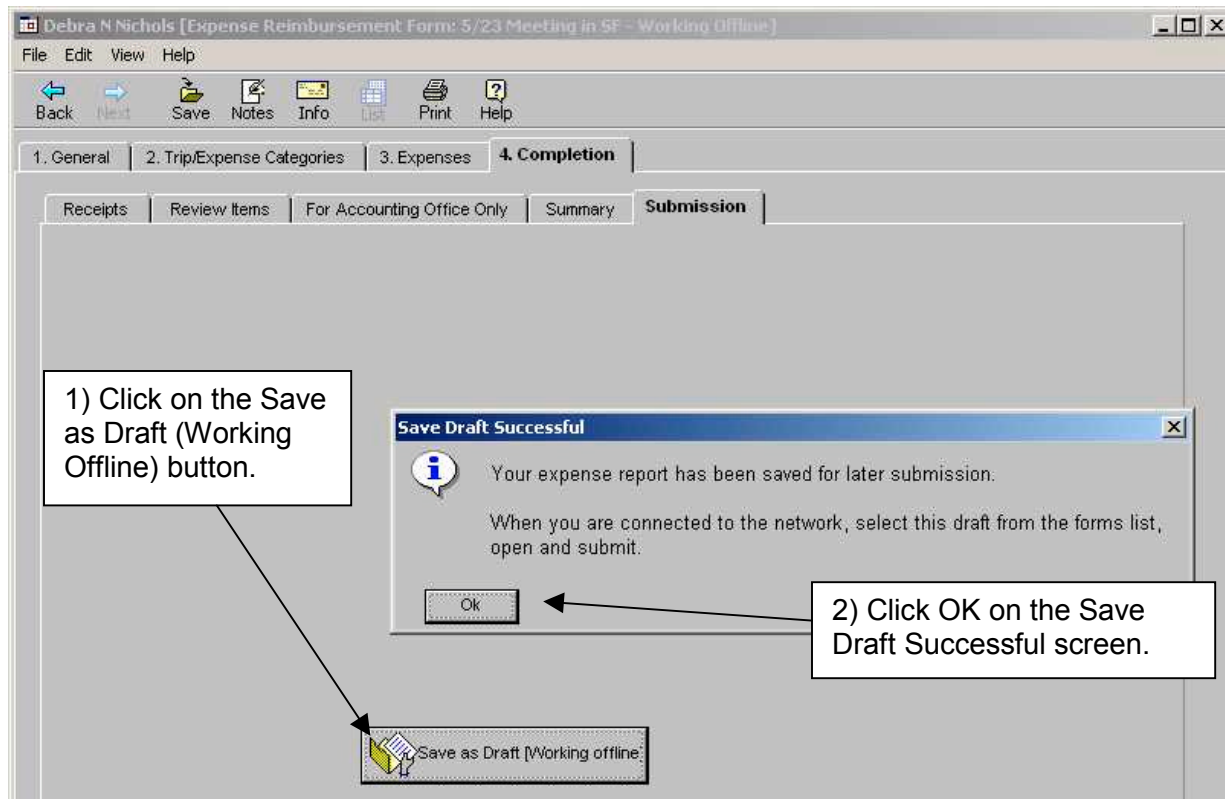 Debra N Nichols [Expense Reimbursement Form: 5/23 Meeting in SF - Working Offline]
File Edit View Help
Back Next Save Notes Info List Print Help
1. General 2. Trip/Expense Categories 3. Expenses 4. Completion
Receipts Review Items For Accounting Office Only Summary Submission
1) Click on the Save
as Draft (Working
Offline) button.
Save Draft Successful
Your expense report has been saved for later submission.
When you are connected to the network, select this draft from the forms list,
open and submit.
Ok
2) Click OK on the Save
Draft Successful screen.
Save as Draft [Working offline]